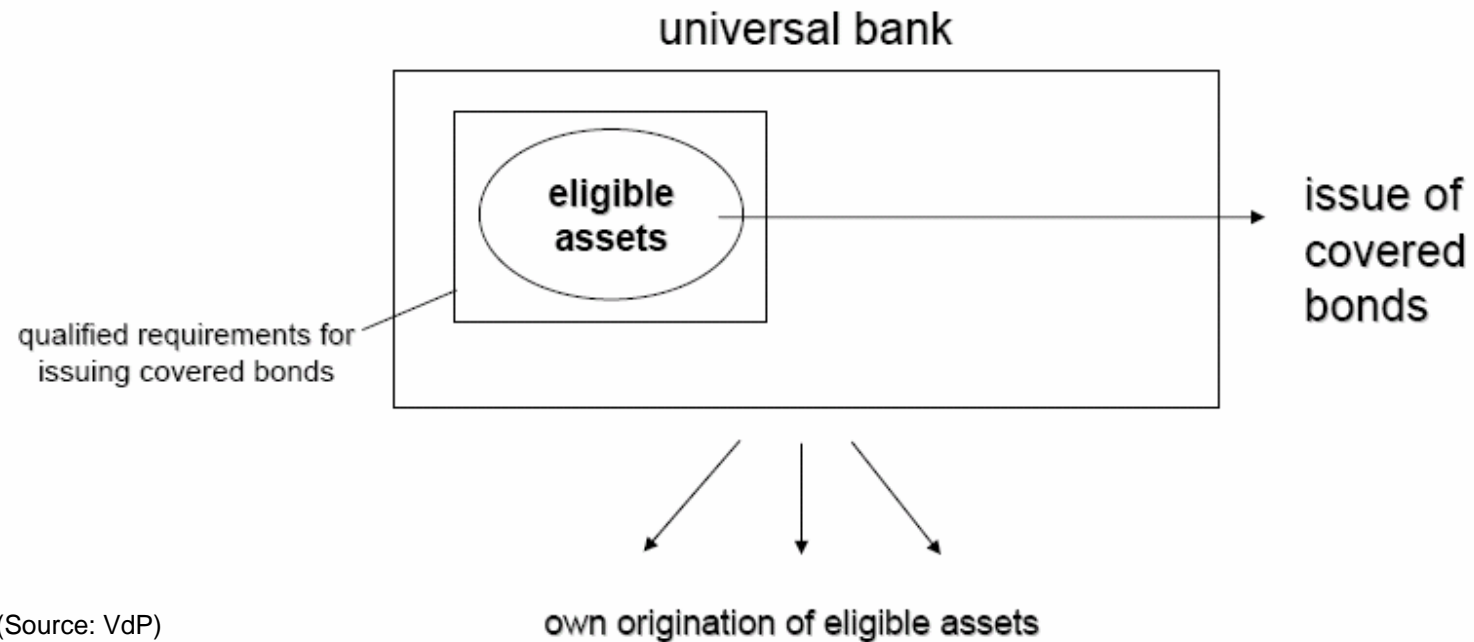 universal bank
eligible
assets
issue of
covered
bonds
qualified requirements for
issuing covered bonds
(Source: VdP)
own origination of eligible assets